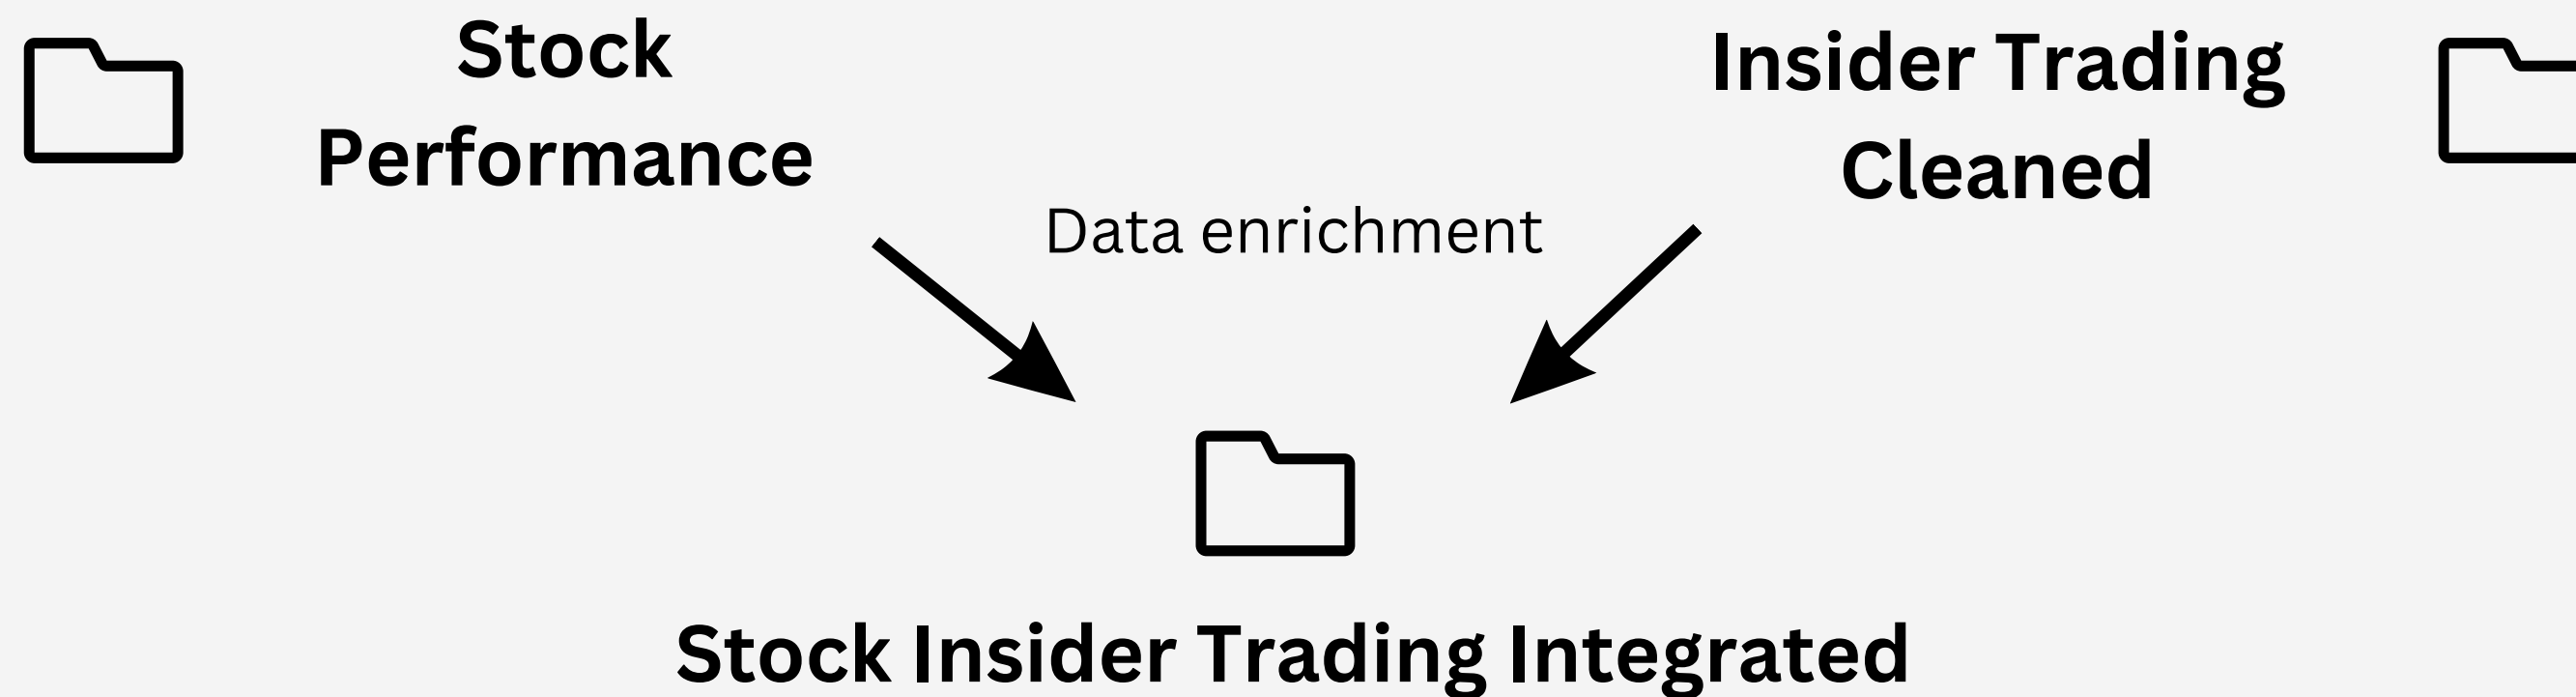 Stock
Performance
Insider Trading
Cleaned
Data enrichment
Stock Insider Trading Integrated